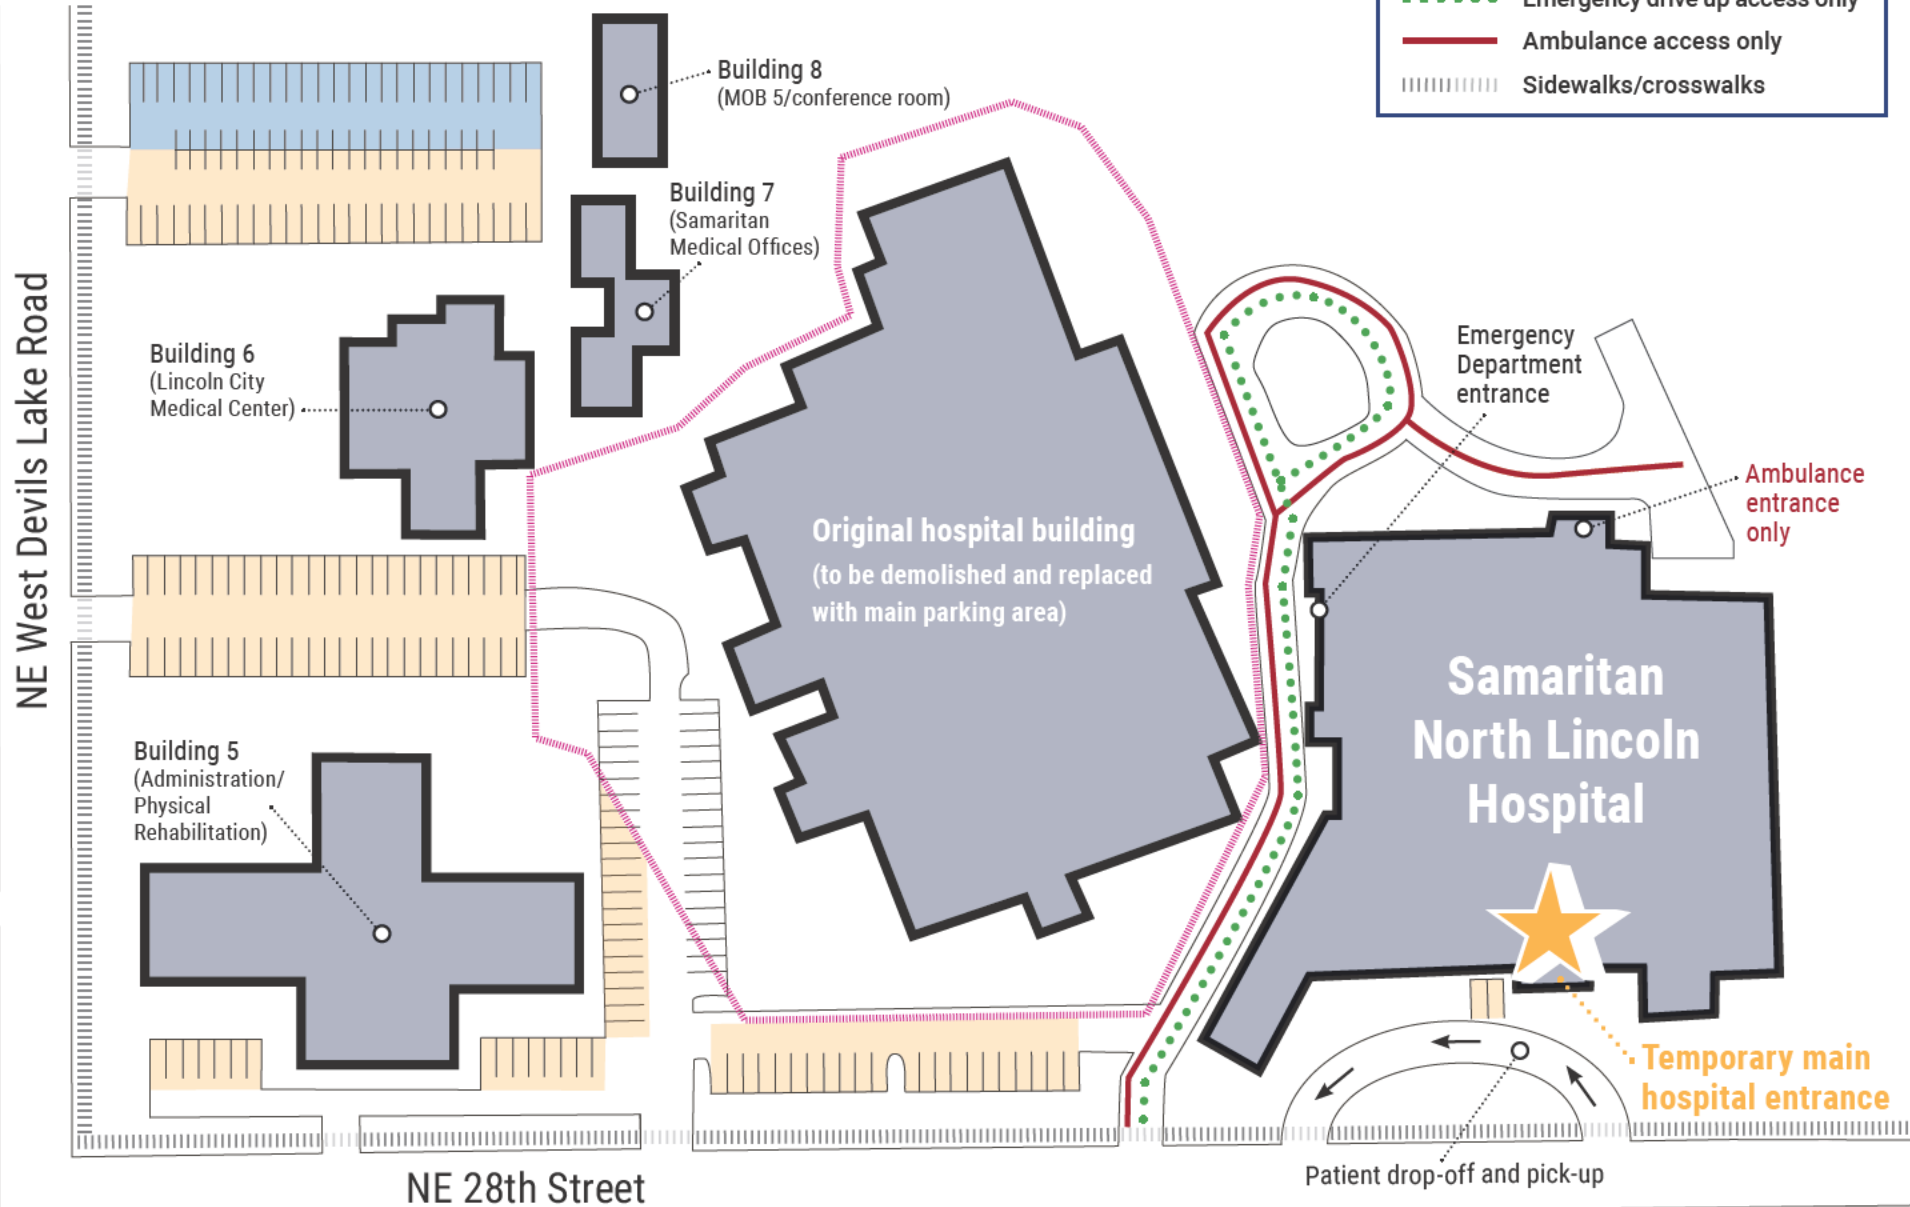 Emergency drive up access only
Ambulance access only
Sidewalks/crosswalks
Building 8
(MOB 5/conference room)
Building 7
(Samaritan
Medical Offices)
Building 6
(Lincoln City
Medical Center)
NE West Devils Lake Road
Emergency
Department
entrance
Ambulance
entrance
only
Original hospital building
(to be demolished and replaced
with main parking area)
Samaritan
North Lincoln
Hospital
Building 5
(Administration/
Physical
Rehabilitation)
Temporary main
hospital entrance
Patient drop-off and pick-up
NE 28th Street